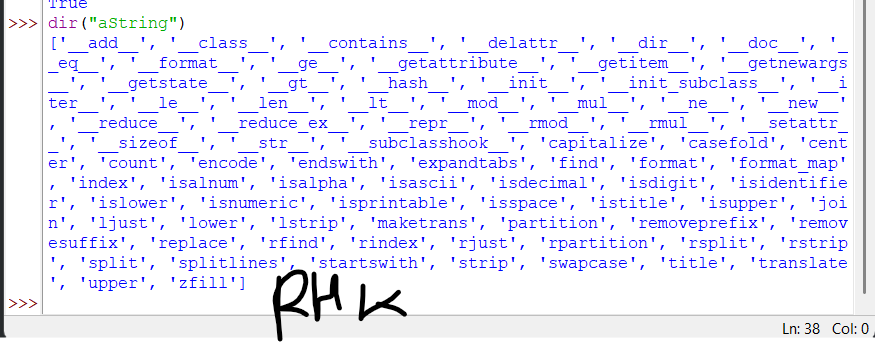 True
>>> dir("aString")
['__add__', '__class__', '__contains__', '__delattr__', '__dir__', '__doc__', '_
_eq__', '__format__', '__ge__', '__getattribute__', '__getitem__', '__getnewargs
__', '__getstate__', '__gt__', '__hash__', '__init__', '__init_subclass__', '__i
ter__', '__le__', '__len__', '__lt__', '__mod__', '__mul__', '__ne__', '__new__'
, '__reduce__', '__reduce_ex__', '__repr__', '__rmod__', '__rmul__', '__setattr_
_', '__sizeof__', '__str__', '__subclasshook__', 'capitalize', 'casefold', 'cent
er', 'count', 'encode', 'endswith', 'expandtabs', 'find', 'format', 'format_map'
, 'index', 'isalnum', 'isalpha', 'isascii', 'isdecimal', 'isdigit', 'isidentifie
r', 'islower', 'isnumeric', 'isprintable', 'isspace', 'istitle', 'isupper', 'joi
n', 'ljust', 'lower', 'lstrip', 'maketrans', 'partition', 'removeprefix', 'remov
esuffix', 'replace', 'rfind', 'rindex', 'rjust', 'rpartition', 'rsplit', 'rstrip
', 'split', 'splitlines', 'startswith', 'strip', 'swapcase', 'title', 'translate
', 'upper', 'zfill']
>>>
RHK
Ln: 38 Col: 0